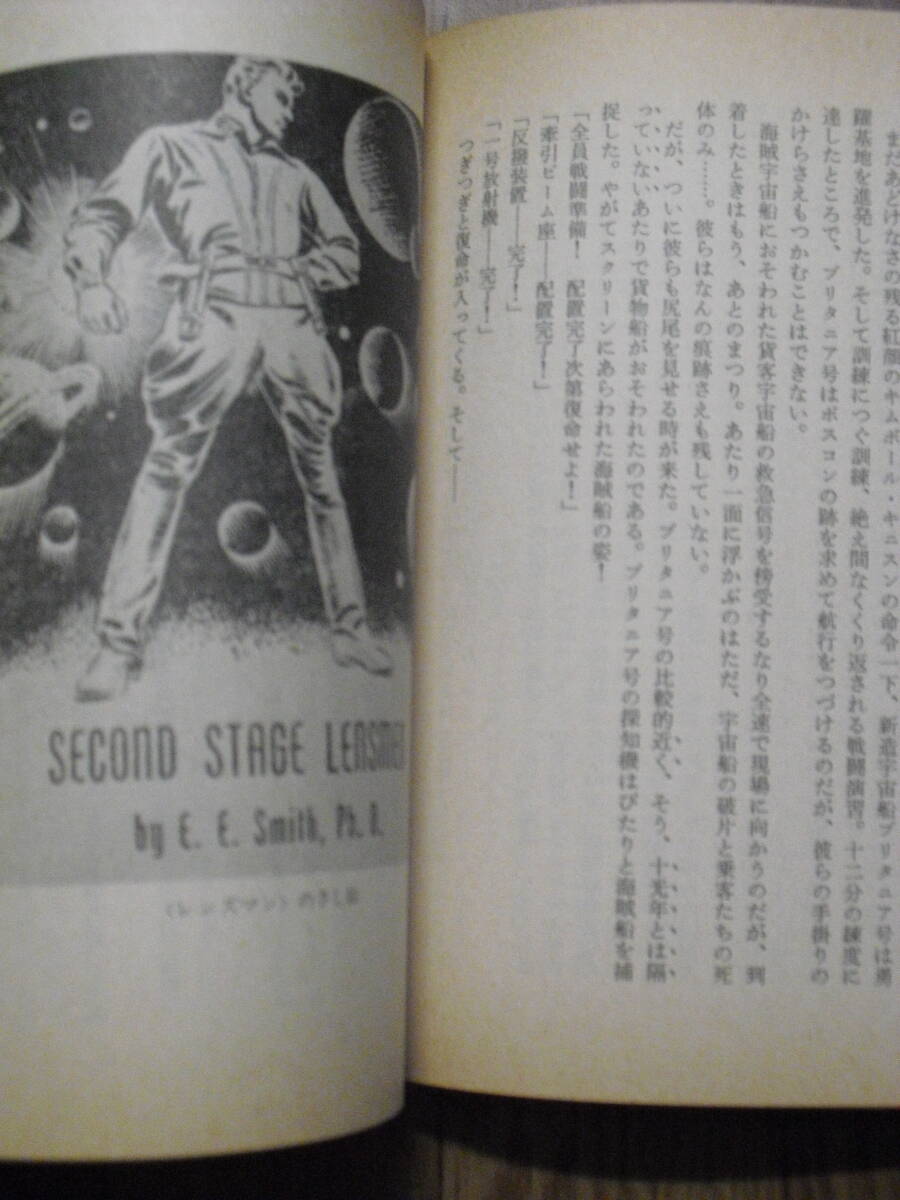 まだあどけなさの残る紅顔のキムボール・キニスンの命令一下、新造宇宙船ブリタニア号は勇
躍基地を進発した。そして訓練につぐ訓練、絶え間なくくり返される戦闘演習。十二分の練度に
達したところで、ブリタニア号はボスコンの跡を求めて航行をつづけるのだが、彼らの手掛りの
かけらさえもつかむことはできない。
海賊宇宙船におそわれた貨客宇宙船の救急信号を傍受するなり全速で現場に向かうのだが、到
着したときはもう、あとのまつり。あたり一面に浮かぶのはただ、宇宙船の破片と乗客たちの死
体のみ……。彼らはなんの痕跡さえも残していない。
だが、ついに彼らも尻尾を見せる時が来た。ブリタニア号の比較的近く、そう、十光年とは隔
っていないあたりで貨物船がおそわれたのである。ブリタニア号の探知機はぴたりと海賊船を捕
捉した。やがてスクリーンにあらわれた海賊船の姿！
「全員戦闘準備！　配置完了次第復命せよ！」
「牽引ビーム座――配置完了！」
「反撥装置――完了！」
「一号放射機――完了！」
つぎつぎと復命が入ってくる。そして――
SECOND STAGE LENSMEN
by E. E. Smith, Ph. D.
〈レンズマン〉のさし絵